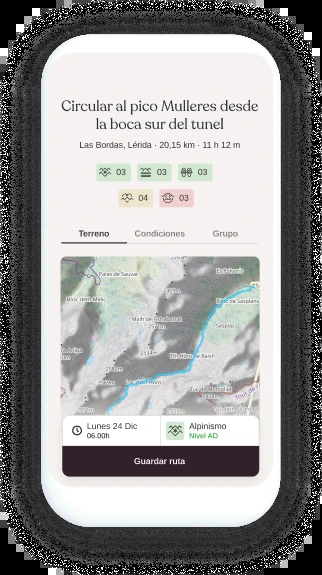 Circular al pico Mulleres desde
la boca sur del tunel
Las Bordas, Lérida · 20,15 km · 11 h 12 m
03 03 03
04 03
Terreno Condiciones Grupo
Lunes 24 Dic
06.00h
Alpinismo
Nivel AD
Guardar ruta